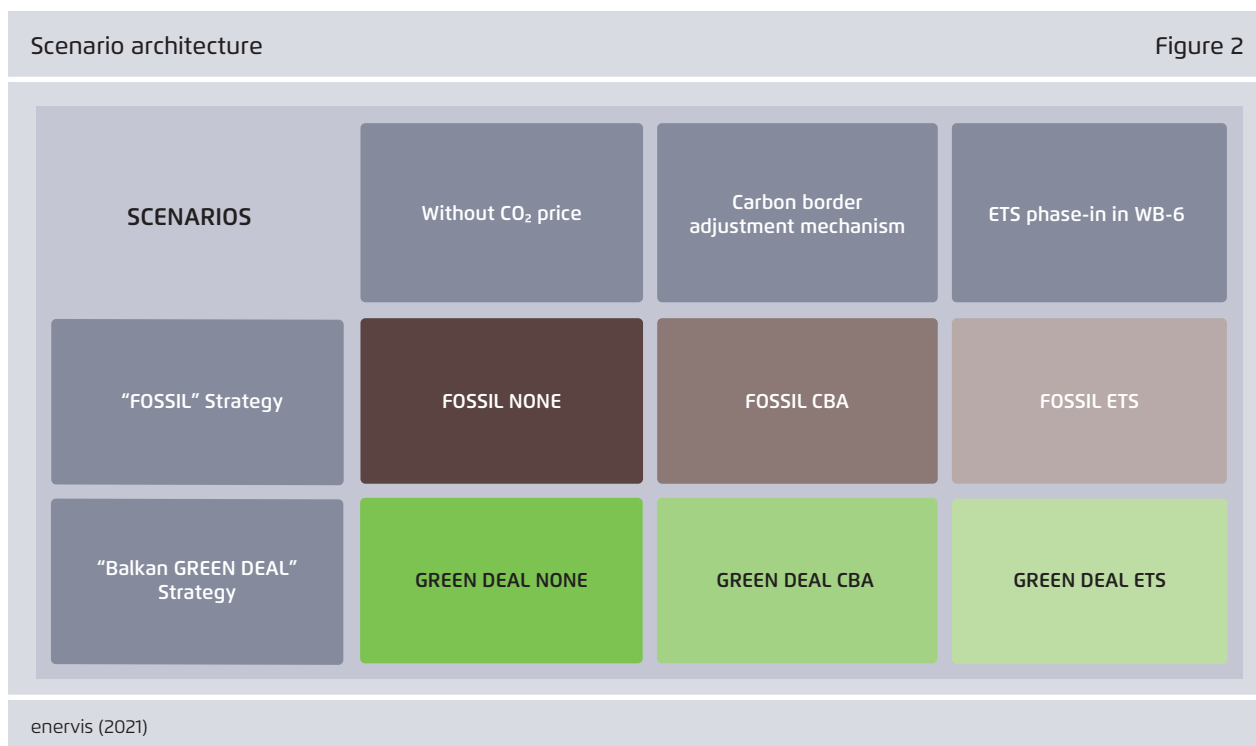 Scenario architecture
Figure 2
SCENARIOS
Without CO₂ price
Carbon border
adjustment mechanism
ETS phase-in in WB-6
“FOSSIL” Strategy
FOSSIL NONE
FOSSIL CBA
FOSSIL ETS
“Balkan GREEN DEAL”
Strategy
GREEN DEAL NONE
GREEN DEAL CBA
GREEN DEAL ETS
enervis (2021)